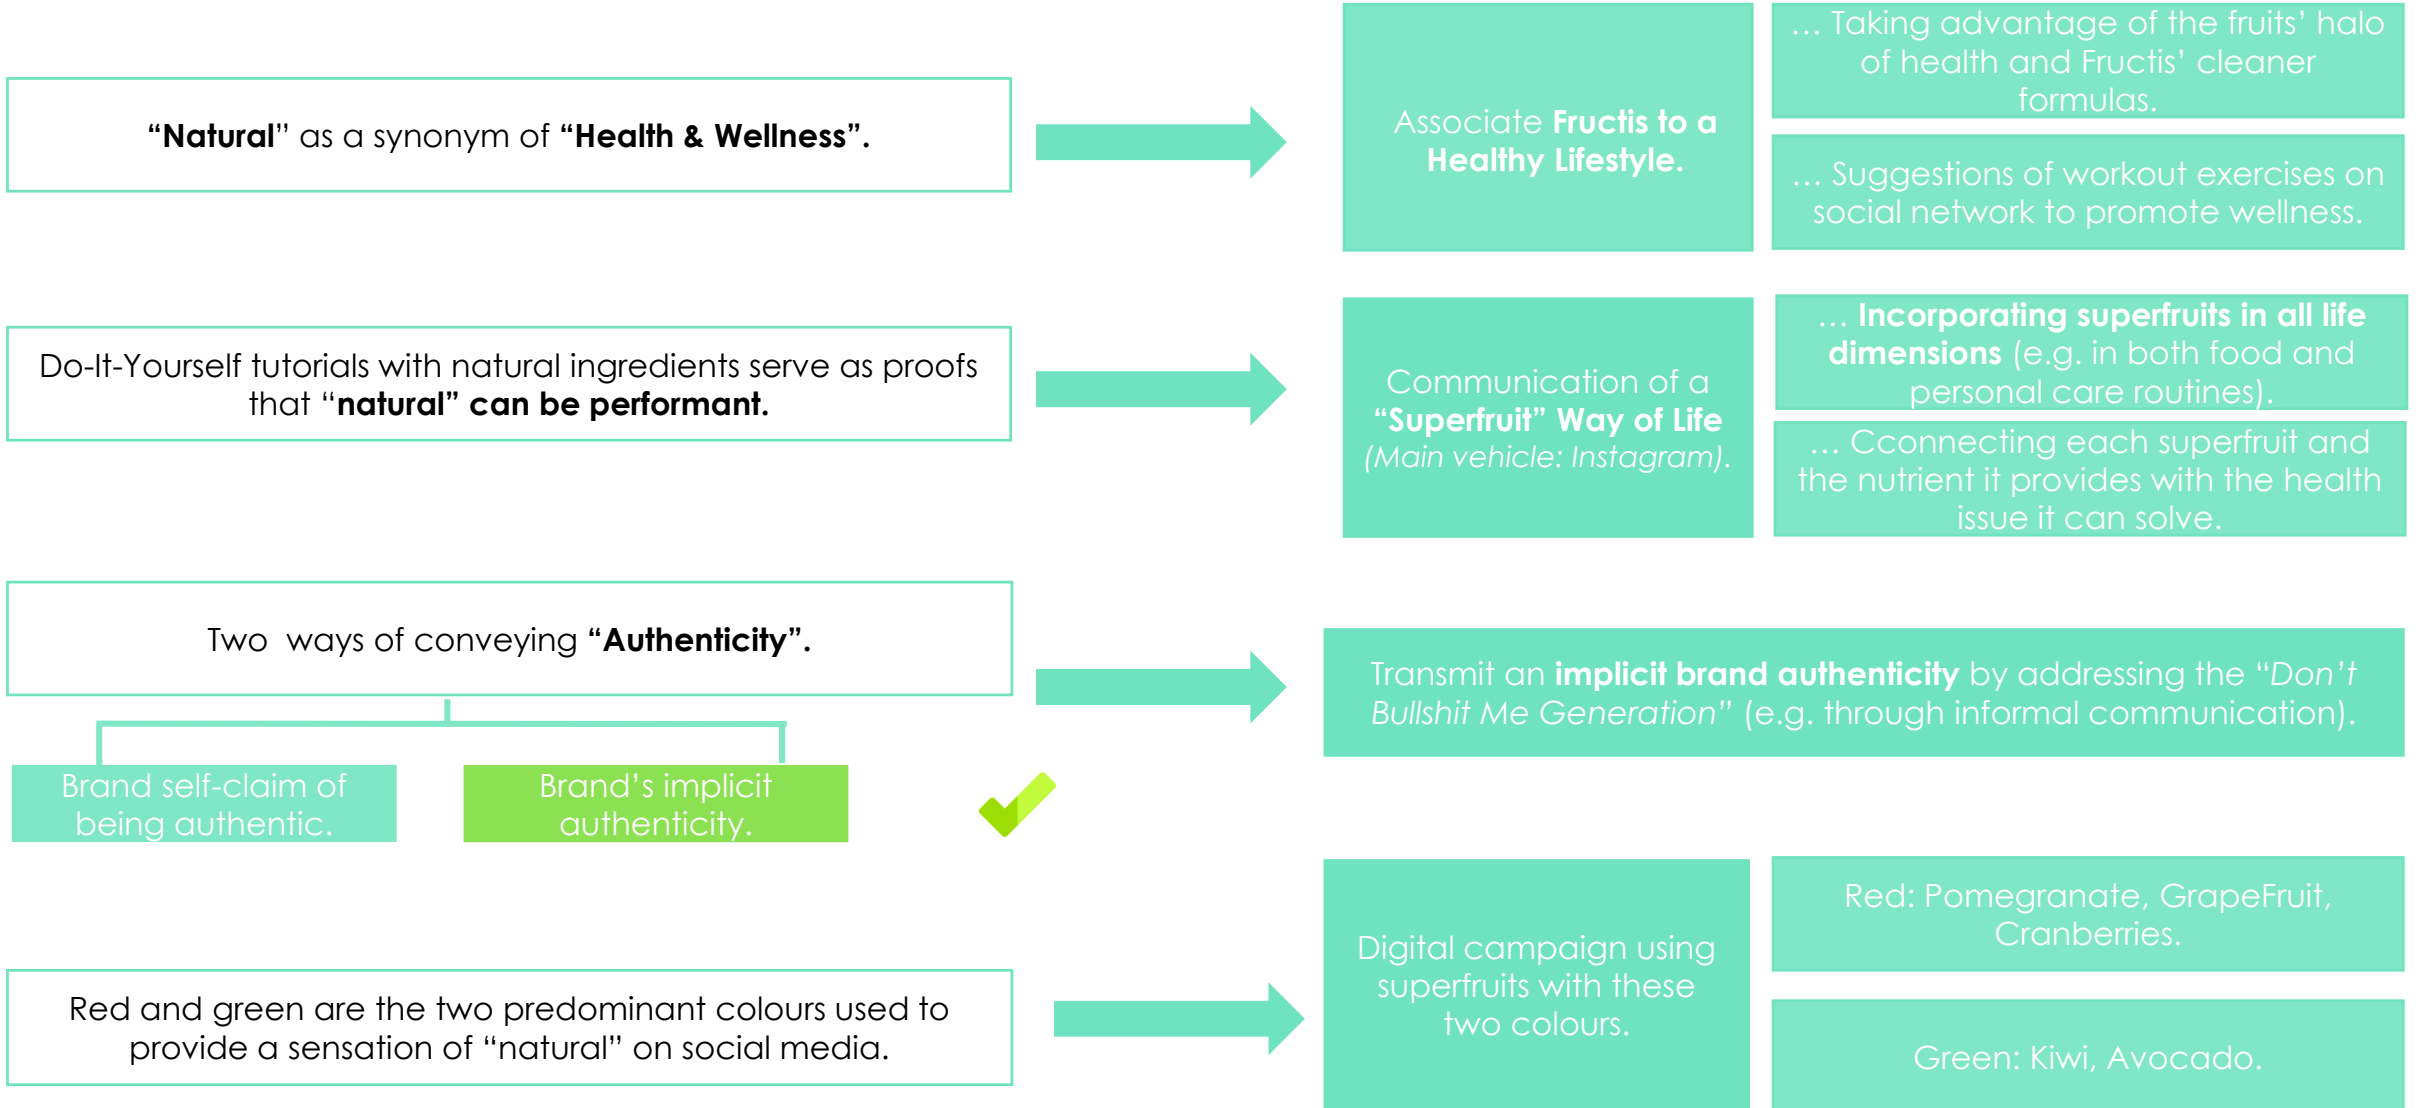 “Natural” as a synonym of “Health & Wellness”.
Associate Fructis to a
Healthy Lifestyle.
… Taking advantage of the fruits’ halo
of health and Fructis’ cleaner
formulas.
… Suggestions of workout exercises on
social network to promote wellness.
Do-It-Yourself tutorials with natural ingredients serve as proofs
that “natural” can be performant.
Communication of a
“Superfruit” Way of Life
(Main vehicle: Instagram).
… Incorporating superfruits in all life
dimensions (e.g. in both food and
personal care routines).
… Cconnecting each superfruit and
the nutrient it provides with the health
issue it can solve.
Two  ways of conveying “Authenticity”.
Brand self-claim of
being authentic.
Brand’s implicit
authenticity.
Transmit an implicit brand authenticity by addressing the “Don’t
Bullshit Me Generation” (e.g. through informal communication).
Red and green are the two predominant colours used to
provide a sensation of “natural” on social media.
Digital campaign using
superfruits with these
two colours.
Red: Pomegranate, GrapeFruit,
Cranberries.
Green: Kiwi, Avocado.